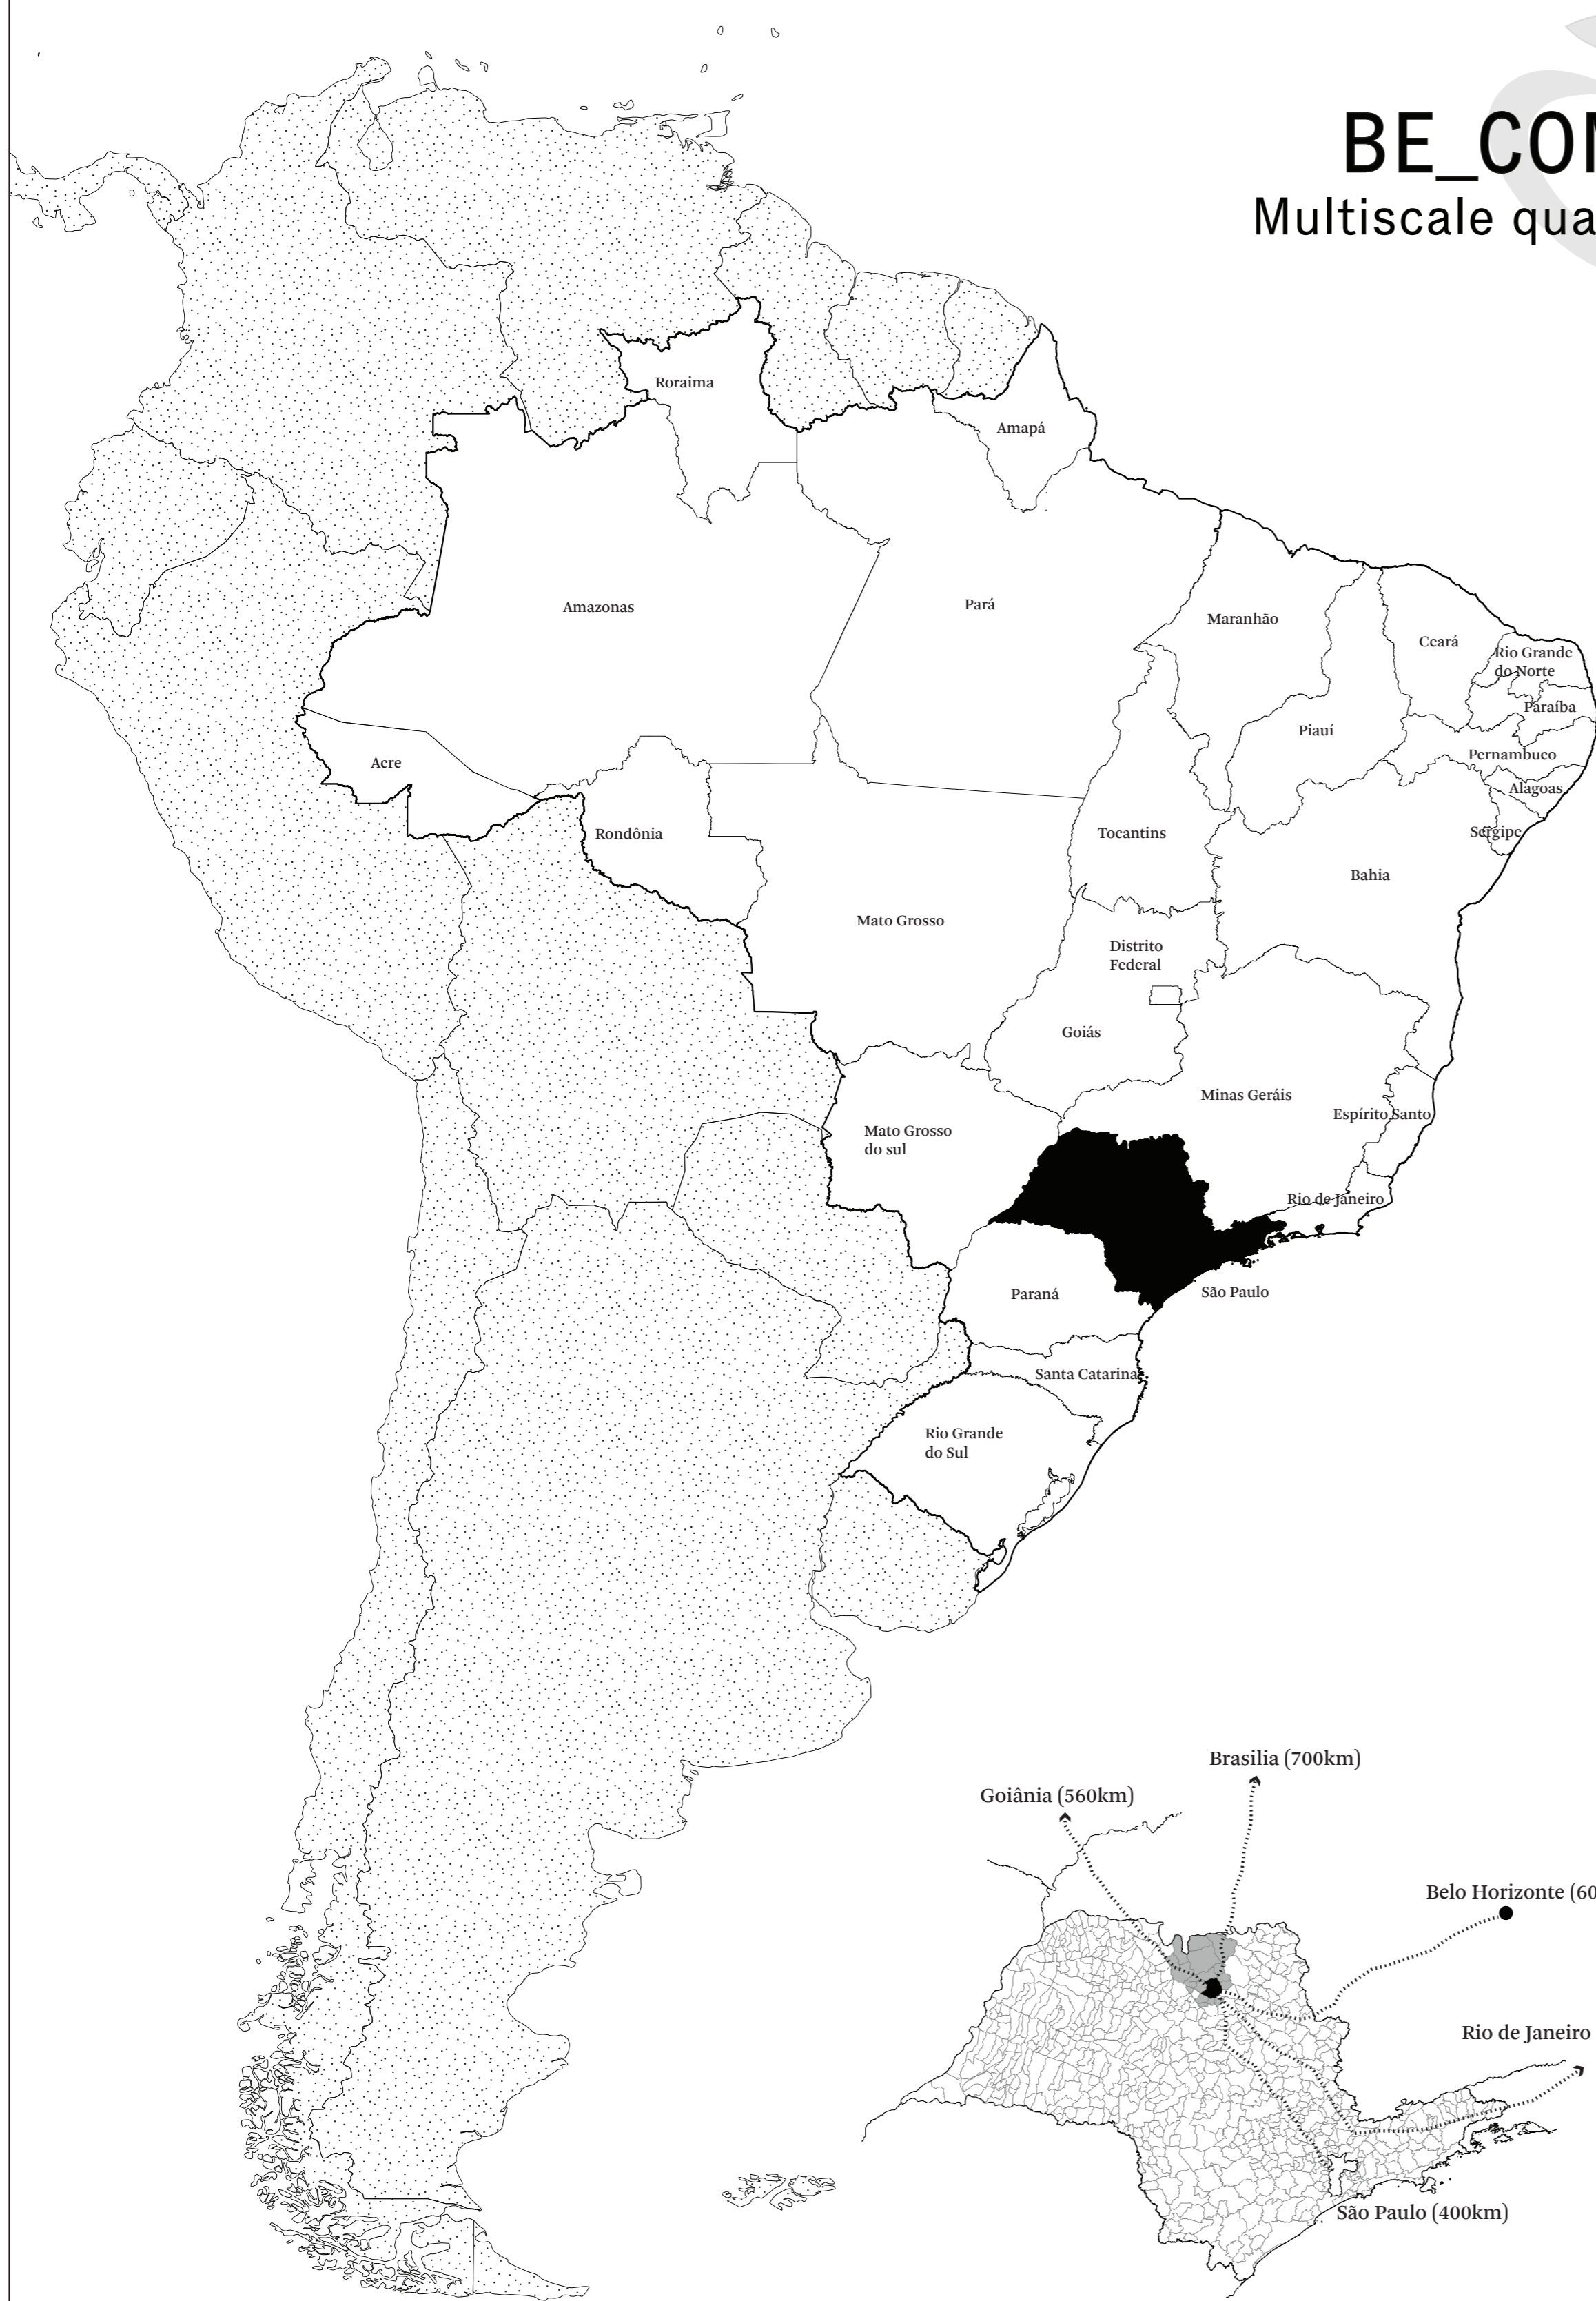 BE_CO
Multiscale qua
Roraima
Amapá
Amazonas
Pará
Maranhão
Ceará
Rio Grande
do Norte
Paraíba
Piauí
Pernambuco
Acre
Alagoas
Rondônia
Tocantins
Sergipe
Bahia
Mato Grosso
Distrito
Federal
Goiás
Minas Geráis
Espírito Santo
Mato Grosso
do sul
Rio de Janeiro
São Paulo
Paraná
Santa Catarina
Rio Grande
do Sul
Brasilia (700km)
Goiânia (560km)
Belo Horizonte (60
Rio de Janeiro
São Paulo (400km)